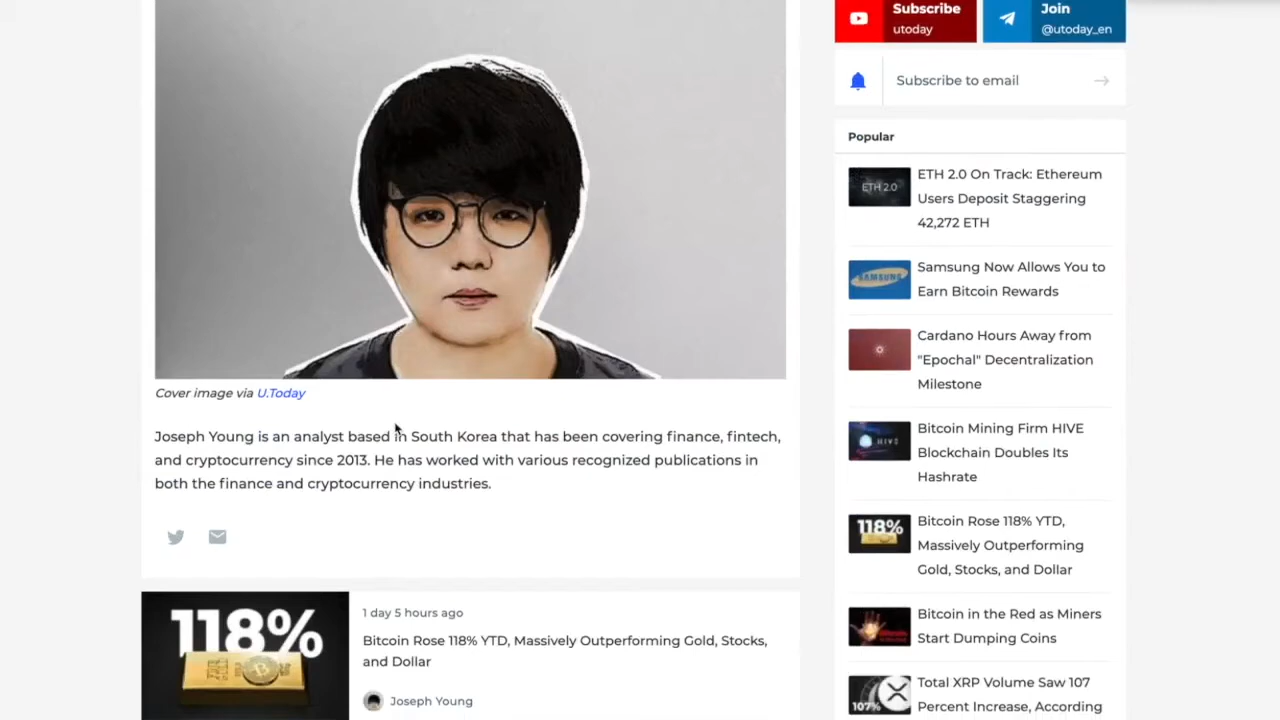 Subscribe
utoday
Join
@utoday_en
Subscribe to email
Popular
ETH 2.0
ETH 2.0 On Track: Ethereum
Users Deposit Staggering
42,272 ETH
SAMSUNG
Samsung Now Allows You to
Earn Bitcoin Rewards
Cardano Hours Away from
"Epochal" Decentralization
Milestone
HIVE
Bitcoin Mining Firm HIVE
Blockchain Doubles Its
Hashrate
118%
Bitcoin Rose 118% YTD,
Massively Outperforming
Gold, Stocks, and Dollar
Bitcoin in the Red as Miners
Start Dumping Coins
107%
Total XRP Volume Saw 107
Percent Increase, According
Cover image via U.Today
Joseph Young is an analyst based in South Korea that has been covering finance, fintech,
and cryptocurrency since 2013. He has worked with various recognized publications in
both the finance and cryptocurrency industries.
118%
1 day 5 hours ago
Bitcoin Rose 118% YTD, Massively Outperforming Gold, Stocks,
and Dollar
Joseph Young